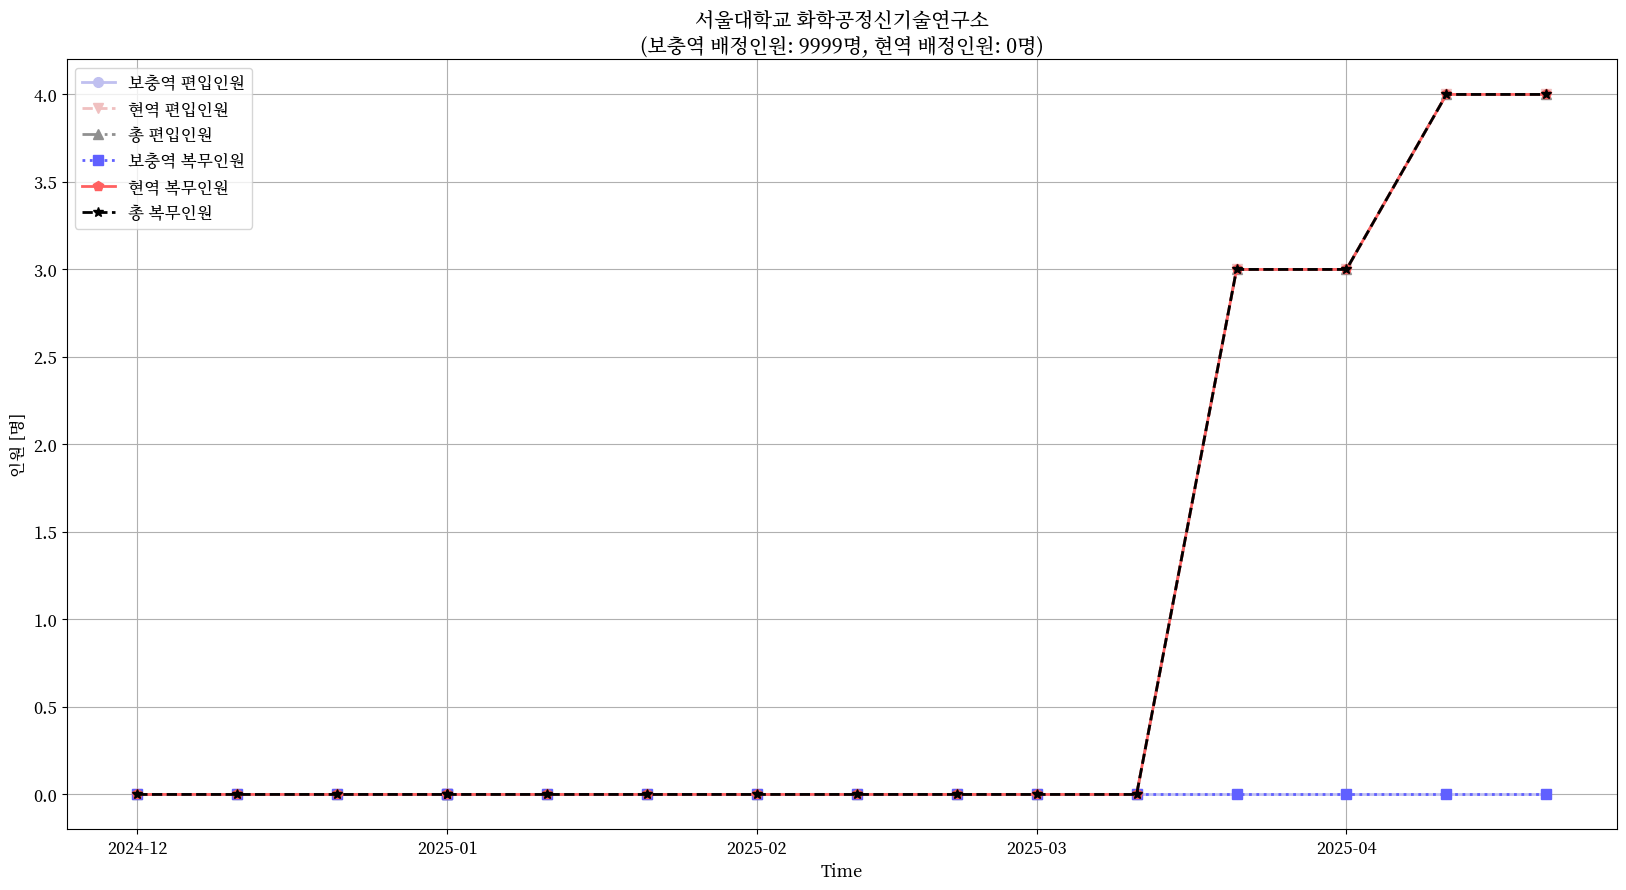 서울대학교 화학공정신기술연구소
(보충역 배정인원: 9999명, 현역 배정인원: 0명)
보충역 편입인원
현역 편입인원
총 편입인원
보충역 복무인원
현역 복무인원
총 복무인원
4.0
3.5
3.0
2.5
2.0
1.5
1.0
0.5
0.0
인원 [명]
2024-12 2025-01 2025-02 2025-03 2025-04
Time